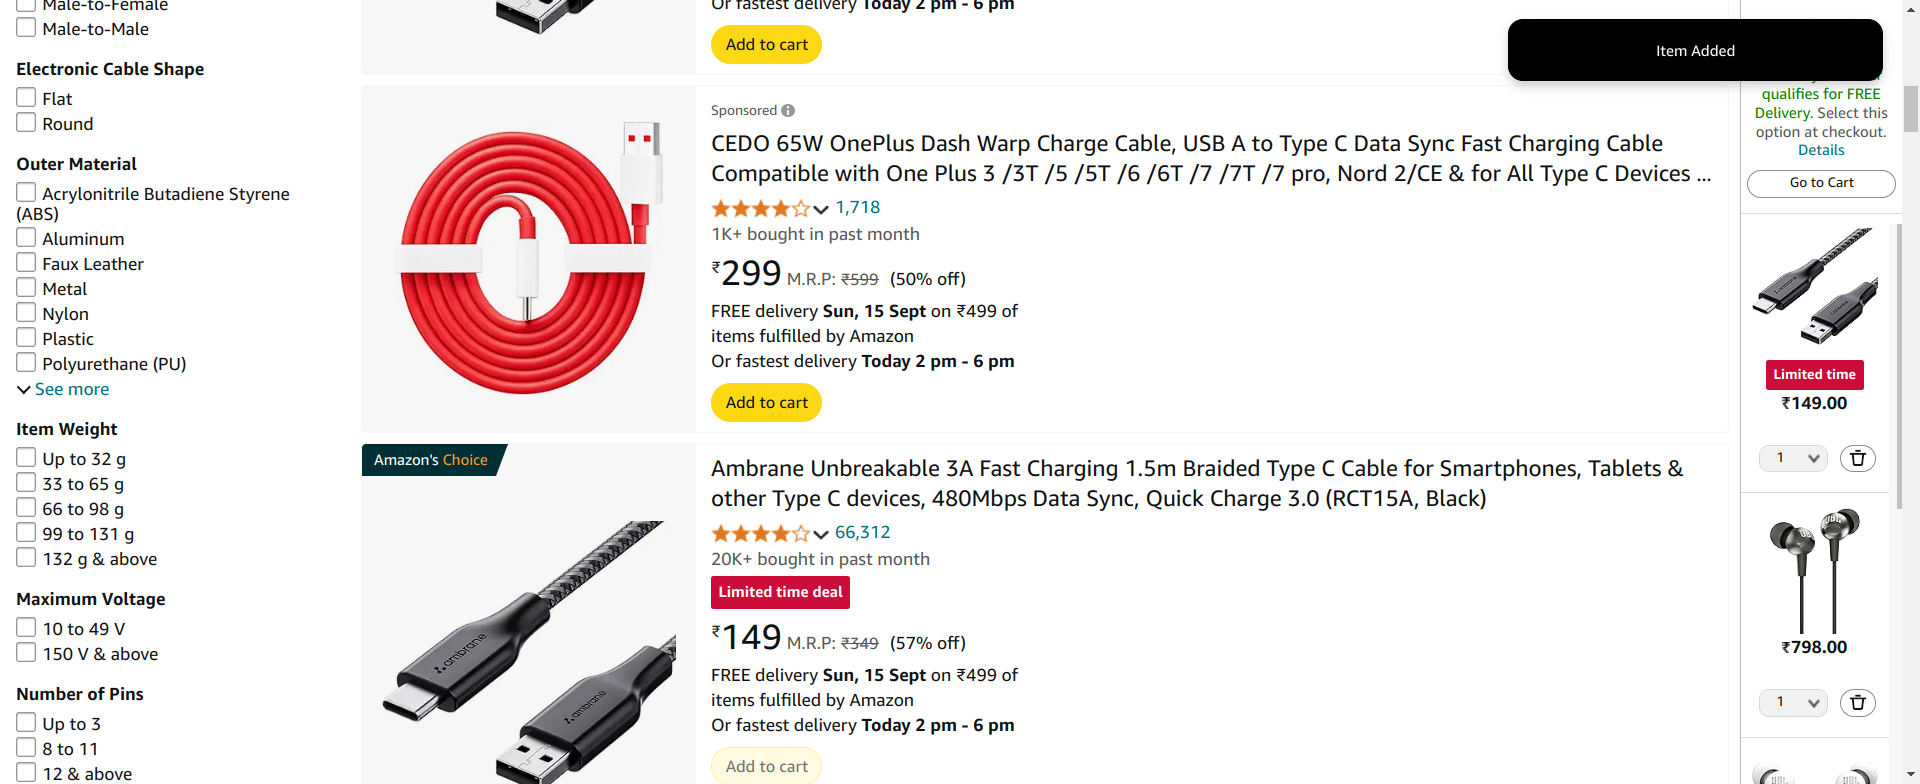 Male-to-Female
Male-to-Male
Electronic Cable Shape
Flat
Round
Outer Material
Acrylonitrile Butadiene Styrene
(ABS)
Aluminum
Faux Leather
Metal
Nylon
Plastic
Polyurethane (PU)
See more
Item Weight
Up to 32 g
33 to 65 g
66 to 98 g
99 to 131 g
132 g & above
Maximum Voltage
10 to 49 V
150 V & above
Number of Pins
Up to 3
8 to 11
12 & above
Or fastest delivery Today 2 pm - 6 pm
Add to cart
Sponsored
CEDO 65W OnePlus Dash Warp Charge Cable, USB A to Type C Data Sync Fast Charging Cable
Compatible with One Plus 3 /3T /5 /5T /6 /6T /7 /7T /7 pro, Nord 2/CE & for All Type C Devices ...
1,718
1K+ bought in past month
₹299 M.R.P: ₹599 (50% off)
FREE delivery Sun, 15 Sept on ₹499 of
items fulfilled by Amazon
Or fastest delivery Today 2 pm - 6 pm
Add to cart
Amazon's Choice
ambrane
ambrane
Ambrane Unbreakable 3A Fast Charging 1.5m Braided Type C Cable for Smartphones, Tablets &
other Type C devices, 480Mbps Data Sync, Quick Charge 3.0 (RCT15A, Black)
66,312
20K+ bought in past month
Limited time deal
₹149 M.R.P: ₹349 (57% off)
FREE delivery Sun, 15 Sept on ₹499 of
items fulfilled by Amazon
Or fastest delivery Today 2 pm - 6 pm
Add to cart
Item Added
qualifies for FREE
Delivery. Select this
option at checkout.
Details
Go to Cart
Limited time
₹149.00
1
JBL
JBL
₹798.00
1
JBL
JBL